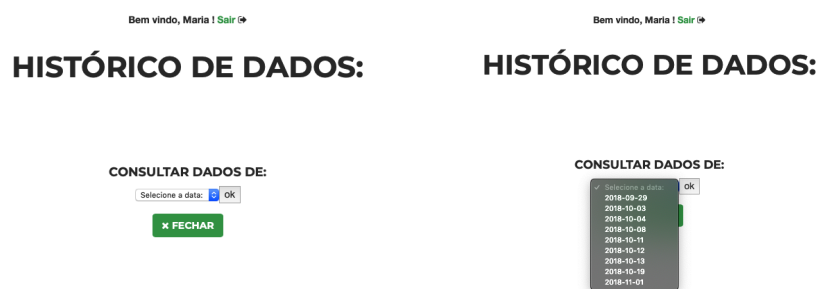 Bem vindo, Maria ! Sair
HISTÓRICO DE DADOS:
CONSULTAR DADOS DE:
Selecione a data: ok
× FECHAR
Bem vindo, Maria ! Sair
HISTÓRICO DE DADOS:
CONSULTAR DADOS DE:
✓ Selecione a data: ok
2018-09-29
2018-10-03
2018-10-04
2018-10-08
2018-10-11
2018-10-12
2018-10-13
2018-10-19
2018-11-01